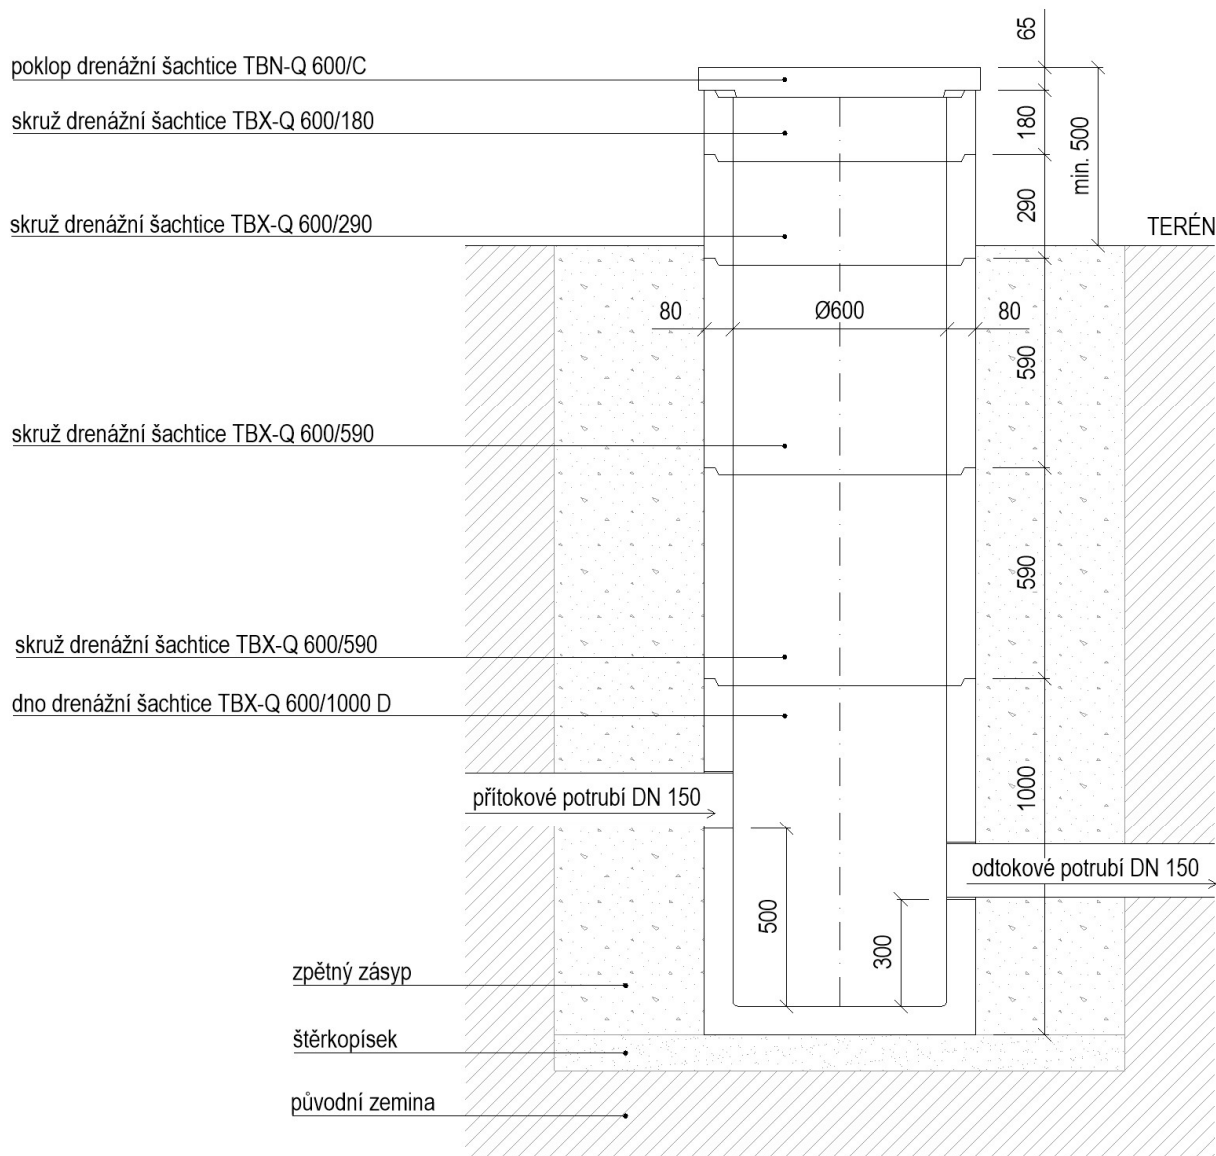 65
poklop drenážní šachtice TBN-Q 600/C
skruž drenážní šachtice TBX-Q 600/180
180
min. 500
skruž drenážní šachtice TBX-Q 600/290
290
TERÉN
80
Ø600
80
590
skruž drenážní šachtice TBX-Q 600/590
590
skruž drenážní šachtice TBX-Q 600/590
dno drenážní šachtice TBX-Q 600/1000 D
1000
přítokové potrubí DN 150
odtokové potrubí DN 150
500
300
zpětný zásyp
štěrkopísek
původní zemina